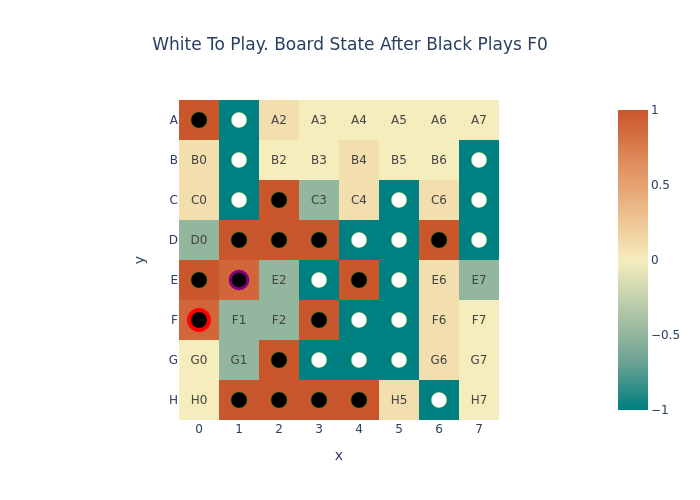 White To Play. Board State After Black Plays F0
A A2 A3 A4 A5 A6 A7 1
B B0 B2 B3 B4 B5 B6
C C0 C3 C4 C6 0.5
D D0
y E E2 E6 E7 0
F F1 F2 F6 F7 −0.5
G G0 G1 G6 G7
H H0 H5 H7 −1
0 1 2 3 4 5 6 7
x